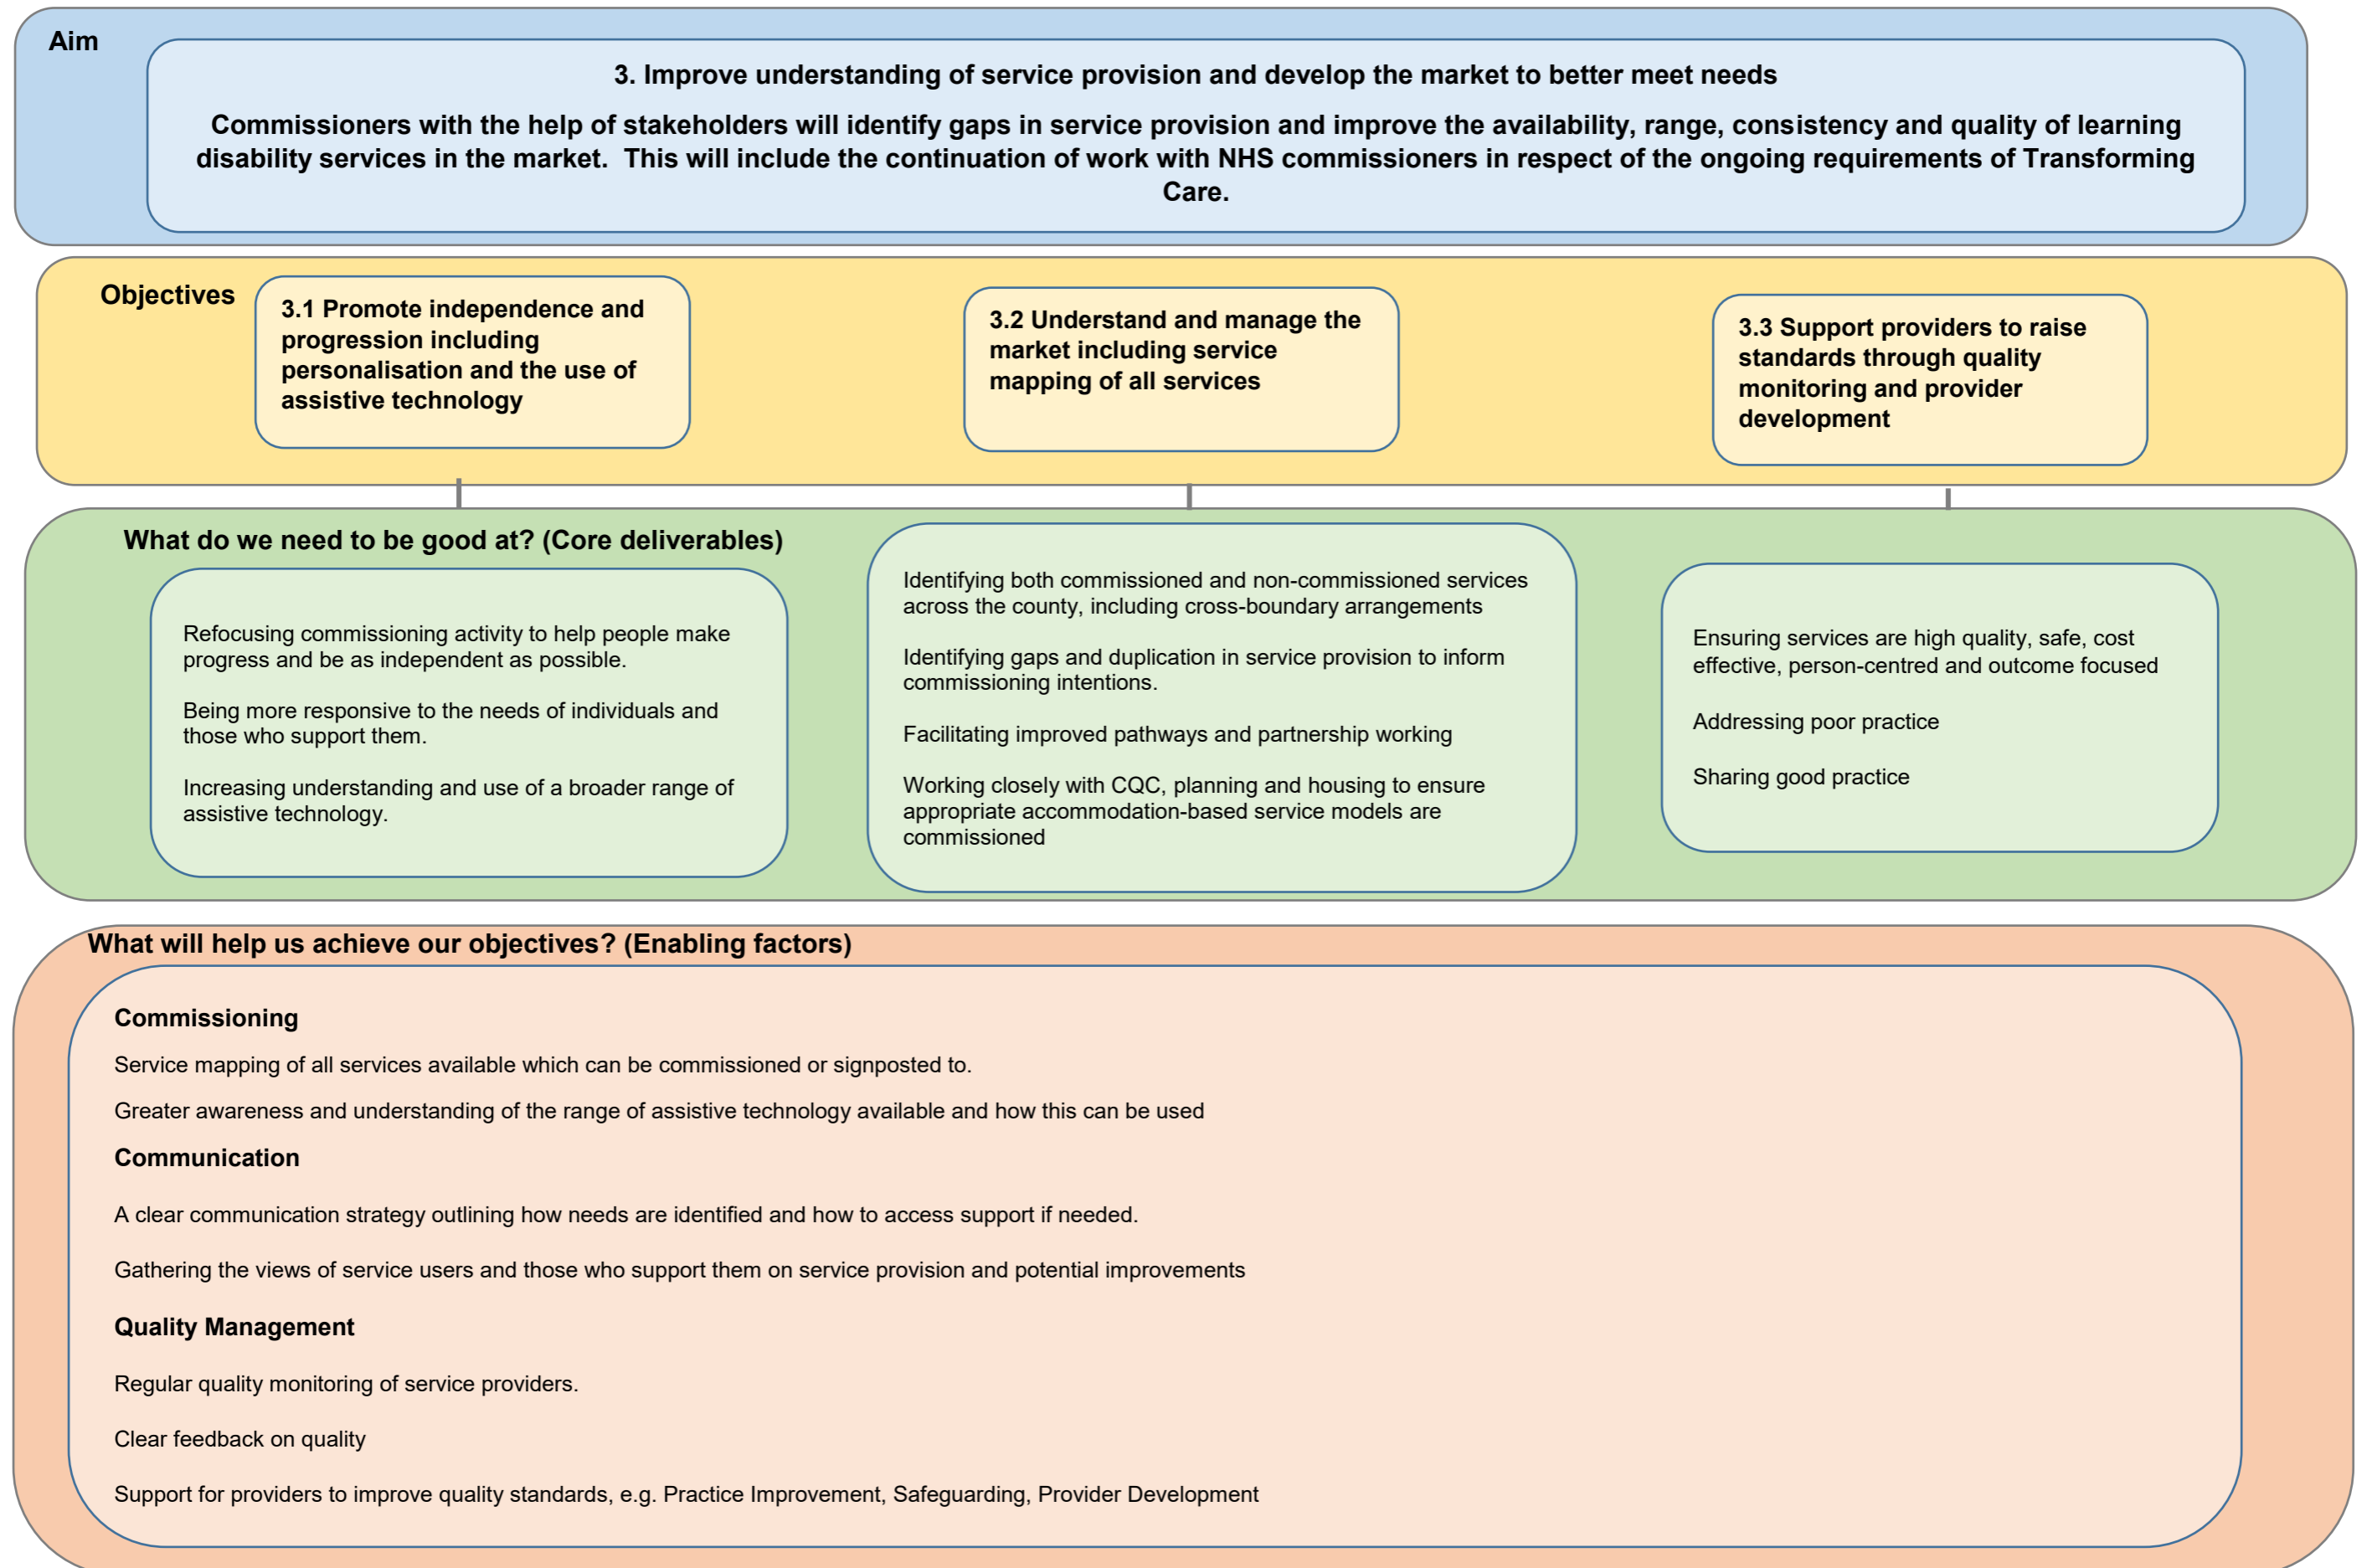 Aim
3. Improve understanding of service provision and develop the market to better meet needs
Commissioners with the help of stakeholders will identify gaps in service provision and improve the availability, range, consistency and quality of learning
disability services in the market.  This will include the continuation of work with NHS commissioners in respect of the ongoing requirements of Transforming
Care.
Objectives
3.1 Promote independence and
progression including
personalisation and the use of
assistive technology
3.2 Understand and manage the
market including service
mapping of all services
3.3 Support providers to raise
standards through quality
monitoring and provider
development
What do we need to be good at? (Core deliverables)
Refocusing commissioning activity to help people make
progress and be as independent as possible.
Being more responsive to the needs of individuals and
those who support them.
Increasing understanding and use of a broader range of
assistive technology.
Identifying both commissioned and non-commissioned services
across the county, including cross-boundary arrangements
Identifying gaps and duplication in service provision to inform
commissioning intentions.
Facilitating improved pathways and partnership working
Working closely with CQC, planning and housing to ensure
appropriate accommodation-based service models are
commissioned
Ensuring services are high quality, safe, cost
effective, person-centred and outcome focused
Addressing poor practice
Sharing good practice
What will help us achieve our objectives? (Enabling factors)
Commissioning
Service mapping of all services available which can be commissioned or signposted to.
Greater awareness and understanding of the range of assistive technology available and how this can be used
Communication
A clear communication strategy outlining how needs are identified and how to access support if needed.
Gathering the views of service users and those who support them on service provision and potential improvements
Quality Management
Regular quality monitoring of service providers.
Clear feedback on quality
Support for providers to improve quality standards, e.g. Practice Improvement, Safeguarding, Provider Development